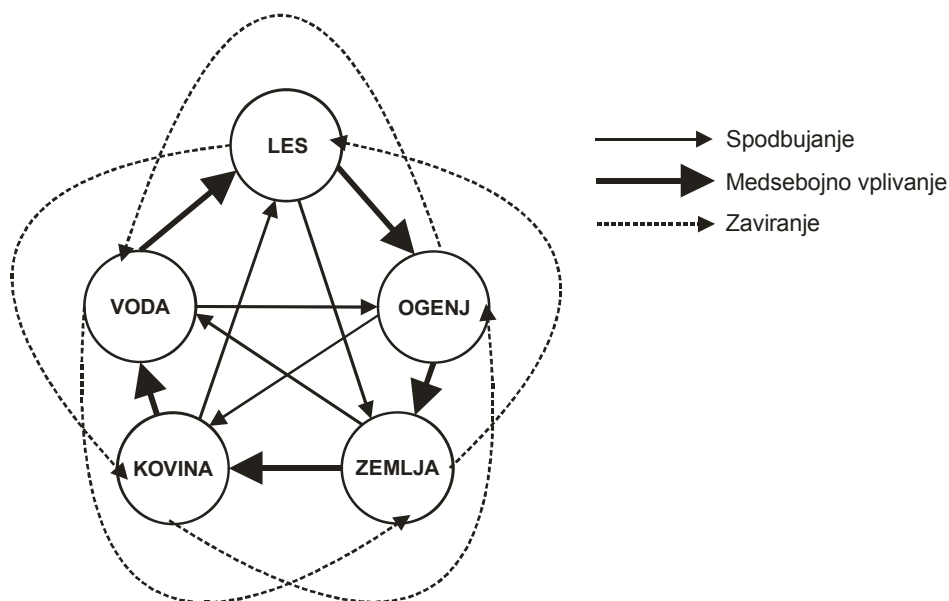 LES
VODA
OGENJ
KOVINA
ZEMLJA
Spodbujanje
Medsebojno vplivanje
Zaviranje